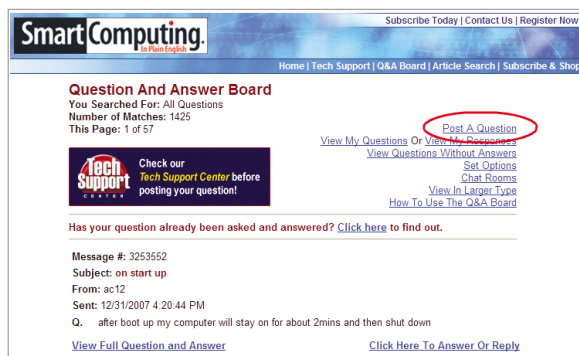 Subscribe Today | Contact Us | Register Now
SmartComputing.
In Plain English
Home | Tech Support | Q&A Board | Article Search | Subscribe & Shop
Question And Answer Board
You Searched For: All Questions
Number of Matches: 1425
This Page: 1 of 57
Post A Question
View My Questions Or View My Responses
View Questions Without Answers
Set Options
Chat Rooms
View In Larger Type
How To Use The Q&A Board
Tech
Support
CENTER
Check our
Tech Support Center before
posting your question!
Has your question already been asked and answered? Click here to find out.
Message #: 3253552
Subject: on start up
From: ac12
Sent: 12/31/2007 4:20:44 PM
Q. after boot up my computer will stay on for about 2mins and then shut down
View Full Question and Answer
Click Here To Answer Or Reply